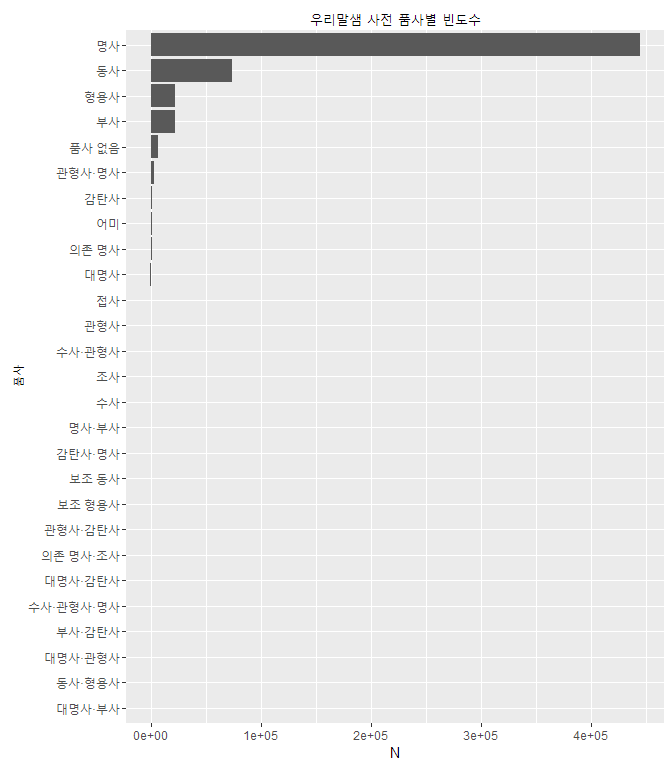 우리말샘 사전 품사별 빈도수
명사
동사
형용사
부사
품사 없음
관형사·명사
감탄사
어미
의존 명사
대명사
접사
관형사
수사·관형사
조사
수사
명사·부사
감탄사·명사
보조 동사
보조 형용사
관형사·감탄사
의존 명사·조사
대명사·감탄사
수사·관형사·명사
부사·감탄사
대명사·관형사
동사·형용사
대명사·부사
품사
0e+00 1e+05 2e+05 3e+05 4e+05
N